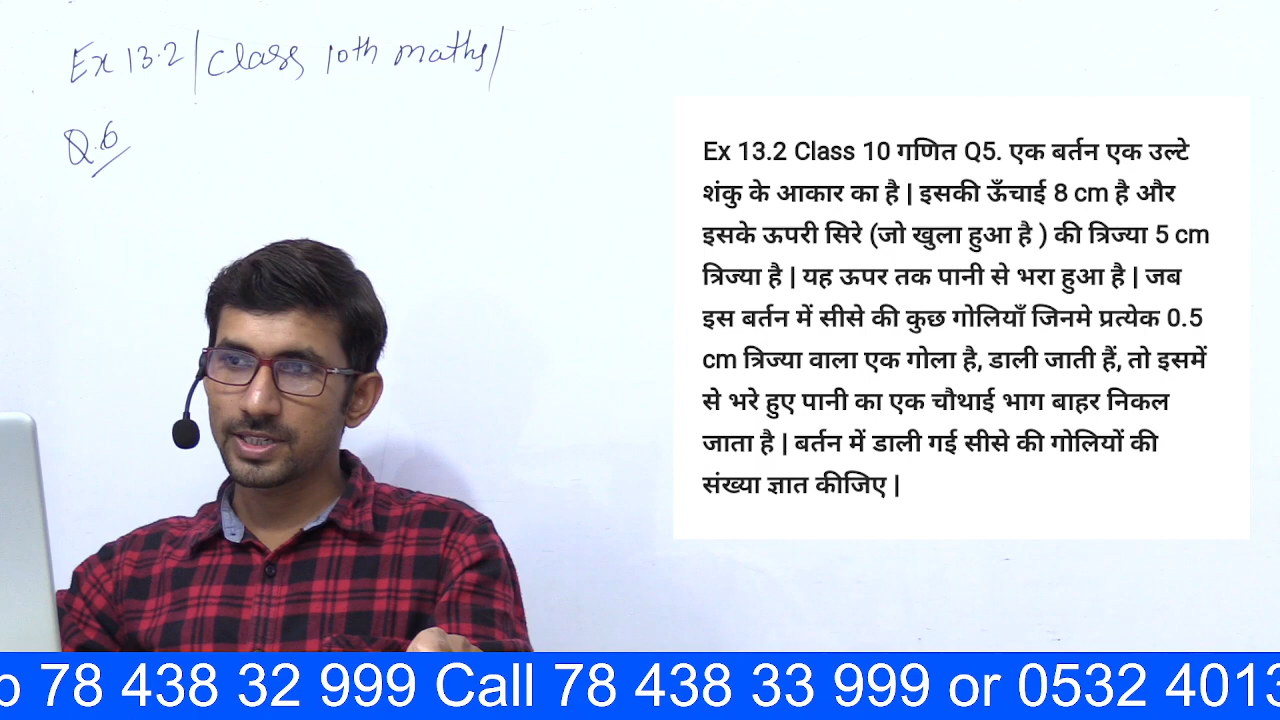 Ex 13.2 | Class 10th maths |
Q.6
Ex 13.2 Class 10 गणित Q5. एक बर्तन एक उल्टे
शंकु के आकार का है | इसकी ऊँचाई 8 cm है और
इसके ऊपरी सिरे (जो खुला हुआ है ) की त्रिज्या 5 cm
त्रिज्या है | यह ऊपर तक पानी से भरा हुआ है | जब
इस बर्तन में सीसे की कुछ गोलियाँ जिनमे प्रत्येक 0.5
cm त्रिज्या वाला एक गोला है, डाली जाती हैं, तो इसमें
से भरे हुए पानी का एक चौथाई भाग बाहर निकल
जाता है | बर्तन में डाली गई सीसे की गोलियों की
संख्या ज्ञात कीजिए |
78 438 32 999 Call 78 438 33 999 or 0532 4013